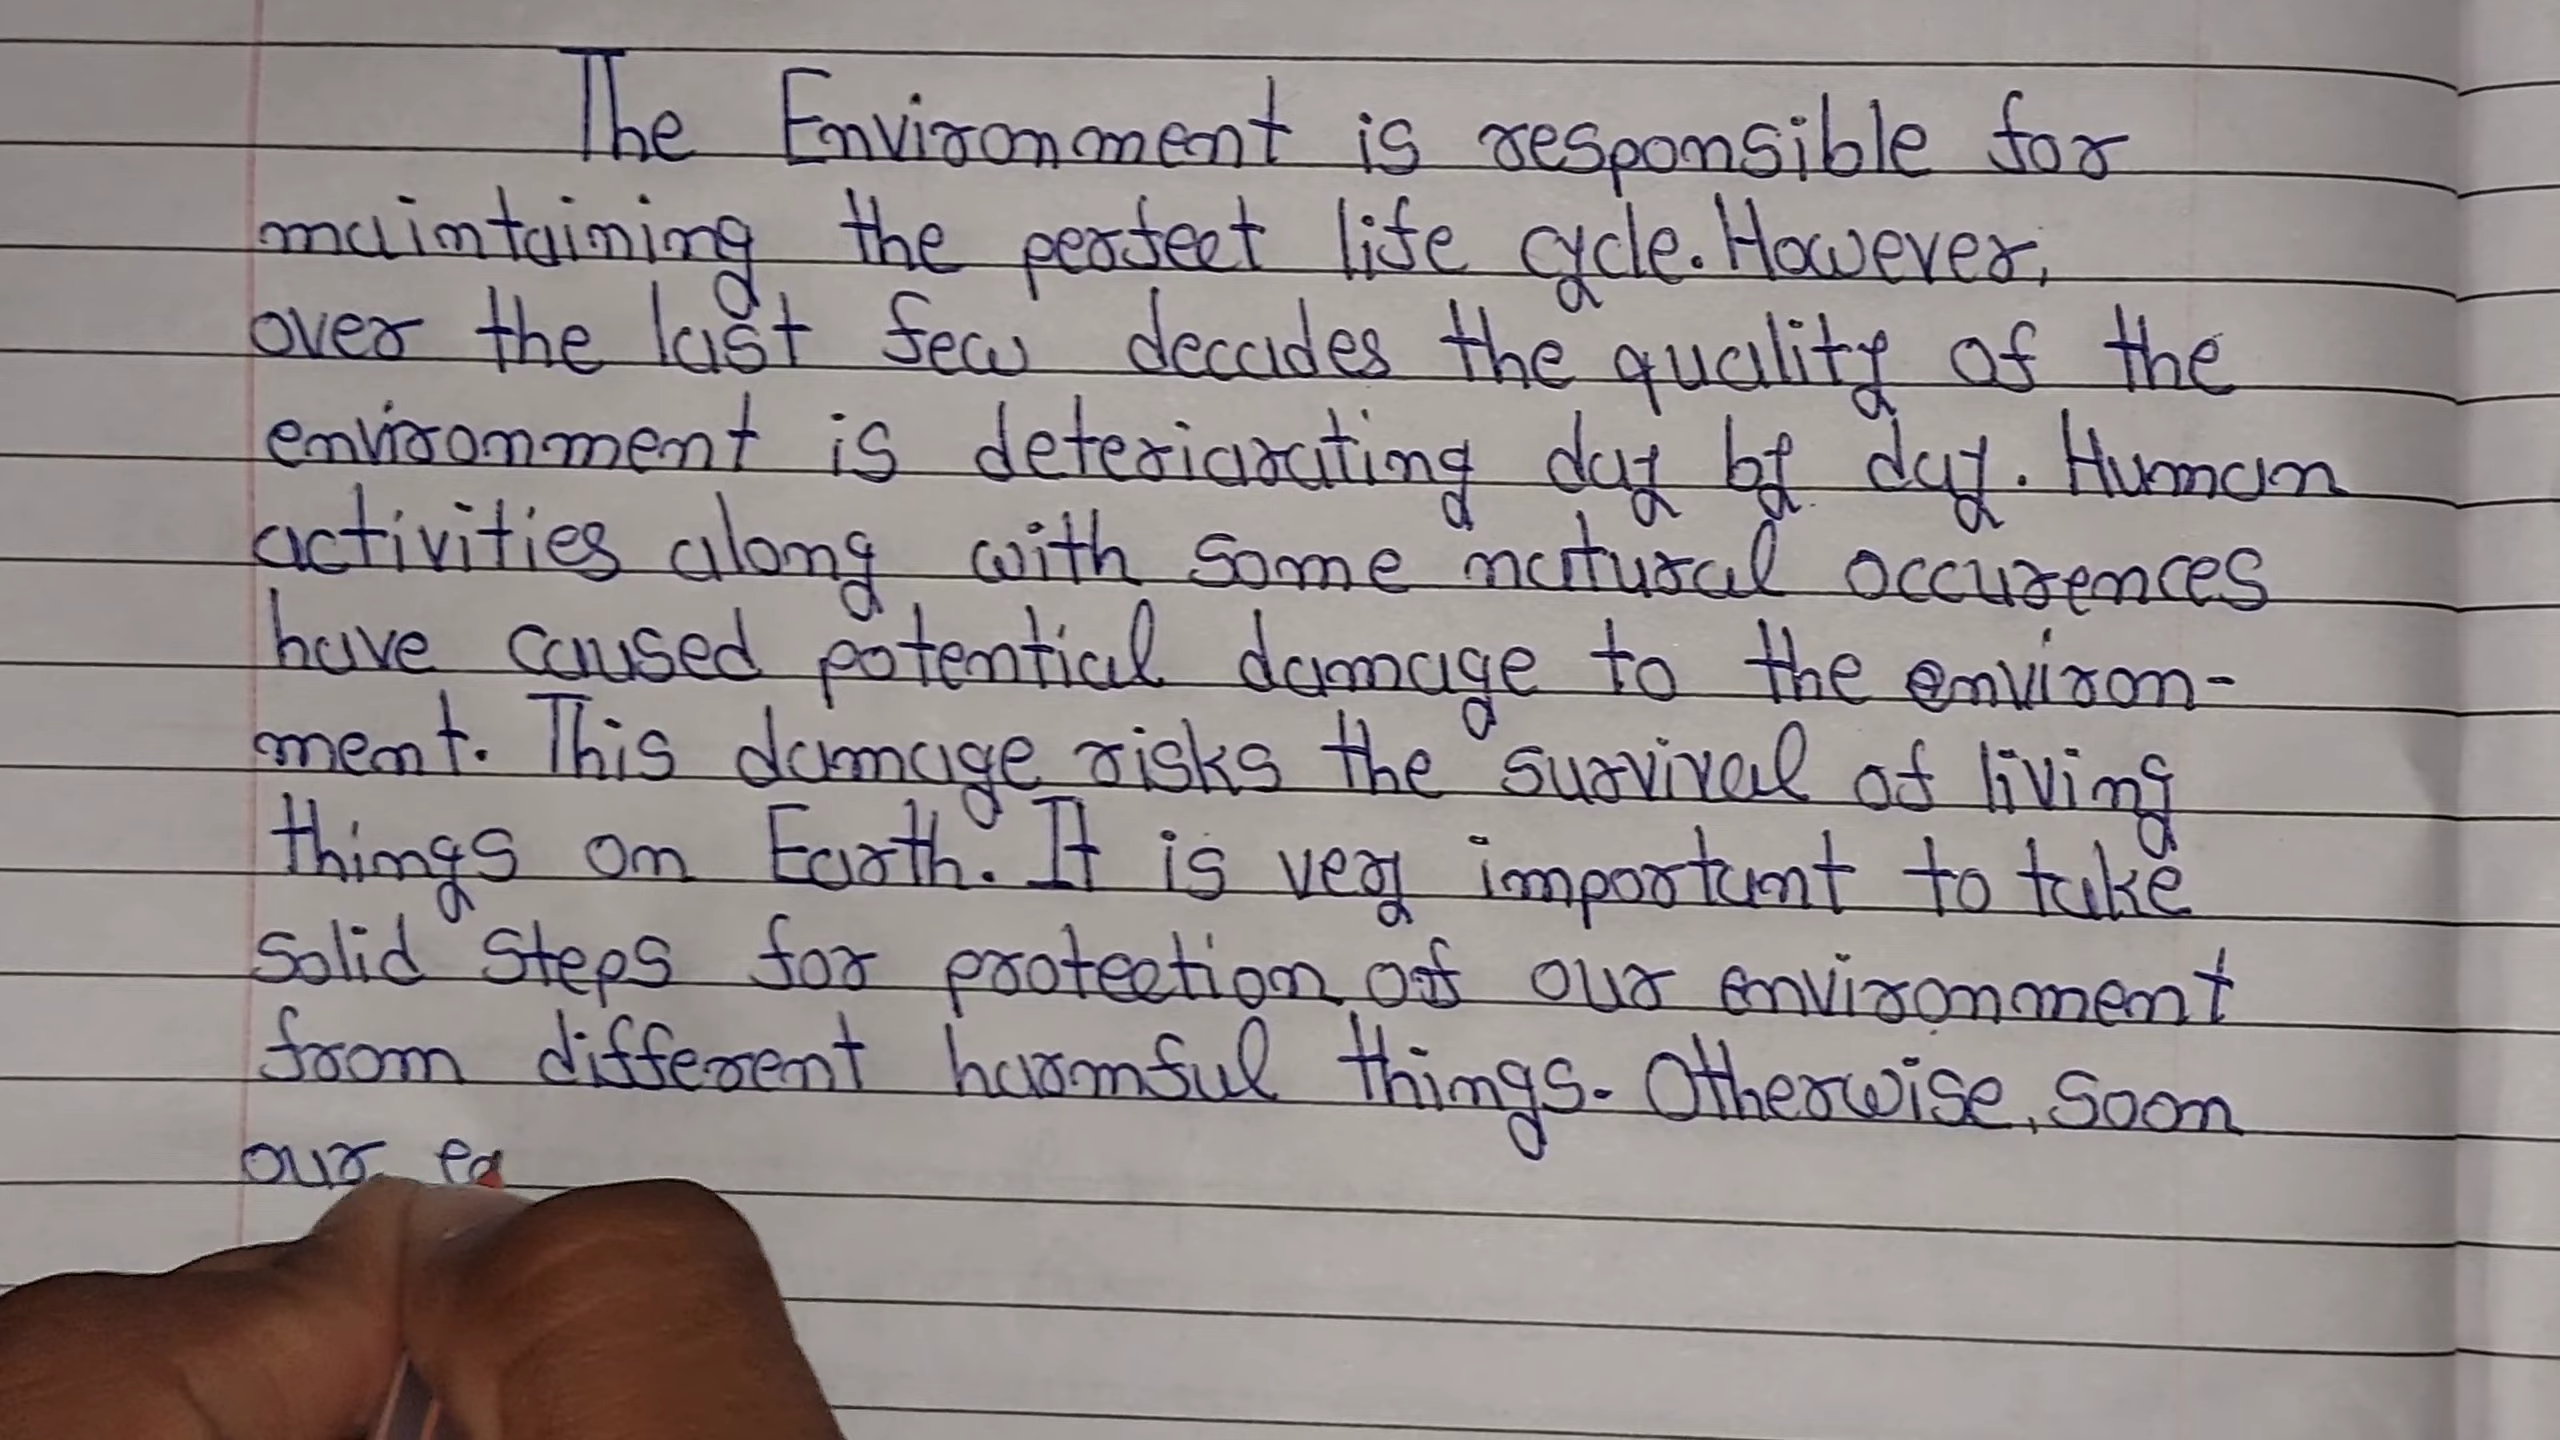 The Environment is responsible for
maintaining the perfect life cycle. However,
over the last few decades the quality of the
environment is deteriarating day by day. Human
activities along with some natural occurences
have caused potential damage to the environ-
ment. This damage risks the survival of living
things on Earth. It is very important to take
solid steps for protection of our environment
from different harmful things. Otherwise, soon
our ea